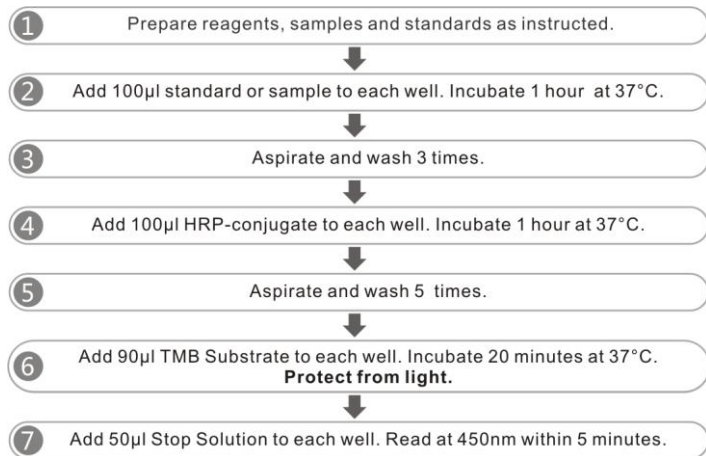 1 Prepare reagents, samples and standards as instructed.
2 Add 100μl standard or sample to each well. Incubate 1 hour at 37°C.
3 Aspirate and wash 3 times.
4 Add 100μl HRP-conjugate to each well. Incubate 1 hour at 37°C.
5 Aspirate and wash 5 times.
6 Add 90μl TMB Substrate to each well. Incubate 20 minutes at 37°C.
Protect from light.
7 Add 50μl Stop Solution to each well. Read at 450nm within 5 minutes.